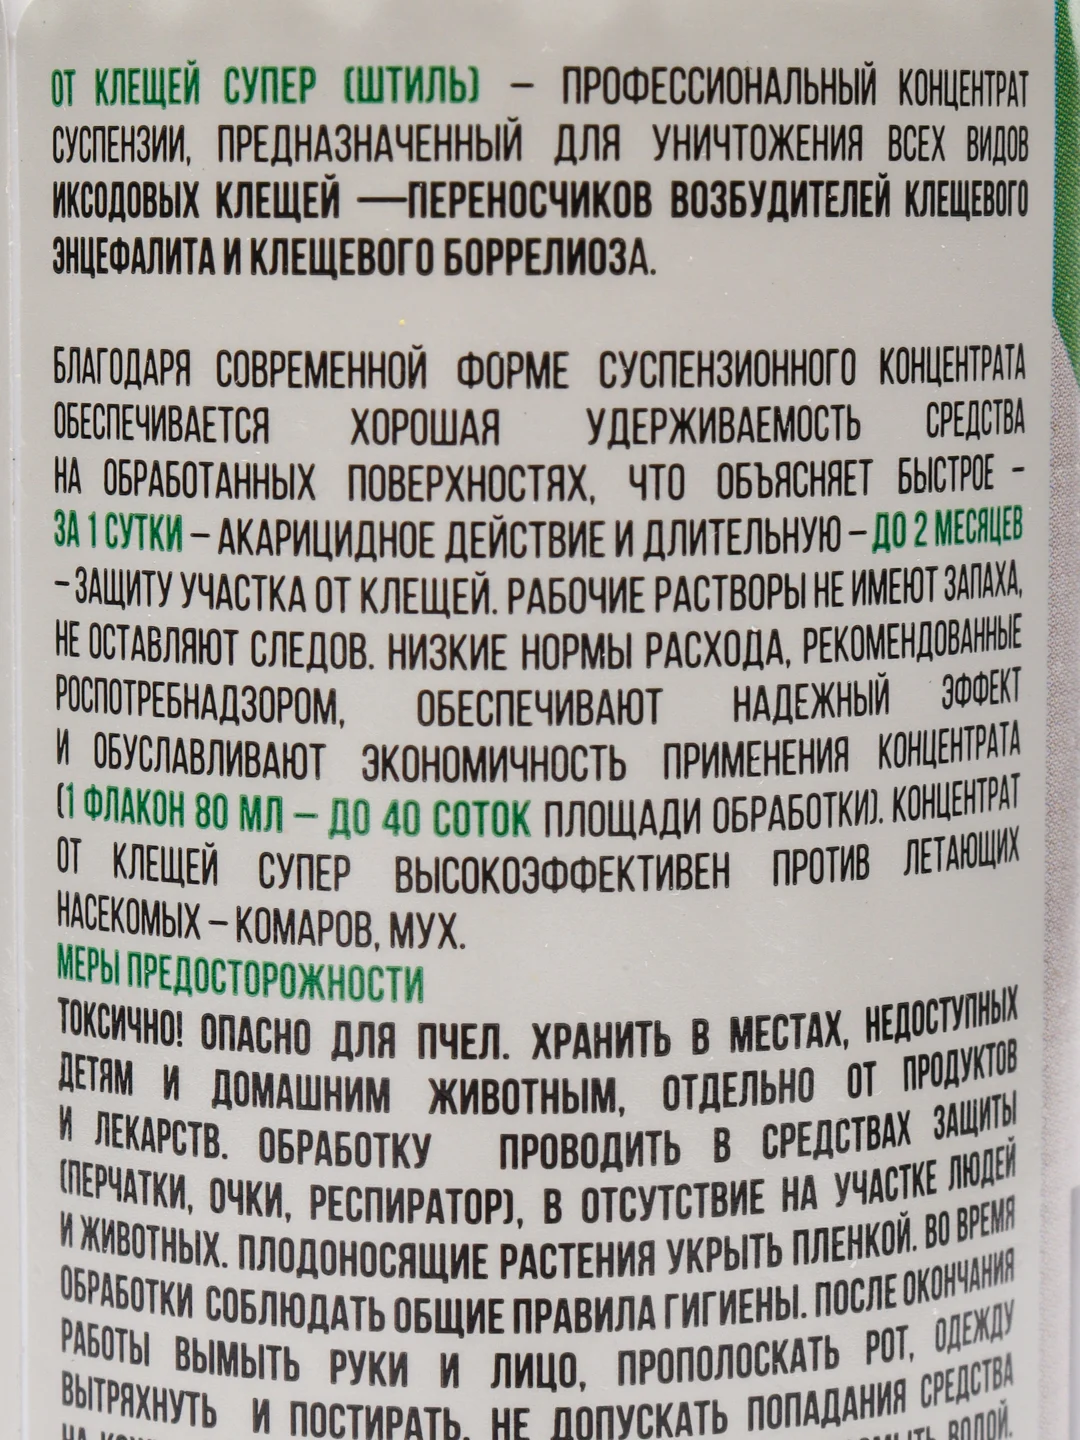 ОТ КЛЕЩЕЙ СУПЕР (ШТИЛЬ) – ПРОФЕССИОНАЛЬНЫЙ КОНЦЕНТРАТ
СУСПЕНЗИИ, ПРЕДНАЗНАЧЕННЫЙ ДЛЯ УНИЧТОЖЕНИЯ ВСЕХ ВИДОВ
ИКСОДОВЫХ КЛЕЩЕЙ —ПЕРЕНОСЧИКОВ ВОЗБУДИТЕЛЕЙ КЛЕЩЕВОГО
ЭНЦЕФАЛИТА И КЛЕЩЕВОГО БОРРЕЛИОЗА.
БЛАГОДАРЯ СОВРЕМЕННОЙ ФОРМЕ СУСПЕНЗИОННОГО КОНЦЕНТРАТА
ОБЕСПЕЧИВАЕТСЯ ХОРОШАЯ УДЕРЖИВАЕМОСТЬ СРЕДСТВА
НА ОБРАБОТАННЫХ ПОВЕРХНОСТЯХ, ЧТО ОБЪЯСНЯЕТ БЫСТРОЕ -
ЗА 1 СУТКИ – АКАРИЦИДНОЕ ДЕЙСТВИЕ И ДЛИТЕЛЬНУЮ – ДО 2 МЕСЯЦЕВ
– ЗАЩИТУ УЧАСТКА ОТ КЛЕЩЕЙ. РАБОЧИЕ РАСТВОРЫ НЕ ИМЕЮТ ЗАПАХА,
НЕ ОСТАВЛЯЮТ СЛЕДОВ. НИЗКИЕ НОРМЫ РАСХОДА, РЕКОМЕНДОВАННЫЕ
РОСПОТРЕБНАДЗОРОМ, ОБЕСПЕЧИВАЮТ НАДЕЖНЫЙ ЭФФЕКТ
И ОБУСЛАВЛИВАЮТ ЭКОНОМИЧНОСТЬ ПРИМЕНЕНИЯ КОНЦЕНТРАТА
(1 ФЛАКОН 80 МЛ – ДО 40 СОТОК ПЛОЩАДИ ОБРАБОТКИ). КОНЦЕНТРАТ
ОТ КЛЕЩЕЙ СУПЕР ВЫСОКОЭФФЕКТИВЕН ПРОТИВ ЛЕТАЮЩИХ
НАСЕКОМЫХ – КОМАРОВ, МУХ.
МЕРЫ ПРЕДОСТОРОЖНОСТИ
ТОКСИЧНО! ОПАСНО ДЛЯ ПЧЕЛ. ХРАНИТЬ В МЕСТАХ, НЕДОСТУПНЫХ
ДЕТЯМ И ДОМАШНИМ ЖИВОТНЫМ, ОТДЕЛЬНО ОТ ПРОДУКТОВ
И ЛЕКАРСТВ. ОБРАБОТКУ ПРОВОДИТЬ В СРЕДСТВАХ ЗАЩИТЫ
(ПЕРЧАТКИ, ОЧКИ, РЕСПИРАТОР), В ОТСУТСТВИЕ НА УЧАСТКЕ ЛЮДЕЙ
И ЖИВОТНЫХ. ПЛОДОНОСЯЩИЕ РАСТЕНИЯ УКРЫТЬ ПЛЕНКОЙ. ВО ВРЕМЯ
ОБРАБОТКИ СОБЛЮДАТЬ ОБЩИЕ ПРАВИЛА ГИГИЕНЫ. ПОСЛЕ ОКОНЧАНИЯ
РАБОТЫ ВЫМЫТЬ РУКИ И ЛИЦО, ПРОПОЛОСКАТЬ РОТ, ОДЕЖДУ
ВЫТРЯХНУТЬ И ПОСТИРАТЬ. НЕ ДОПУСКАТЬ ПОПАДАНИЯ СРЕДСТВА
НА ВОДОЙ.